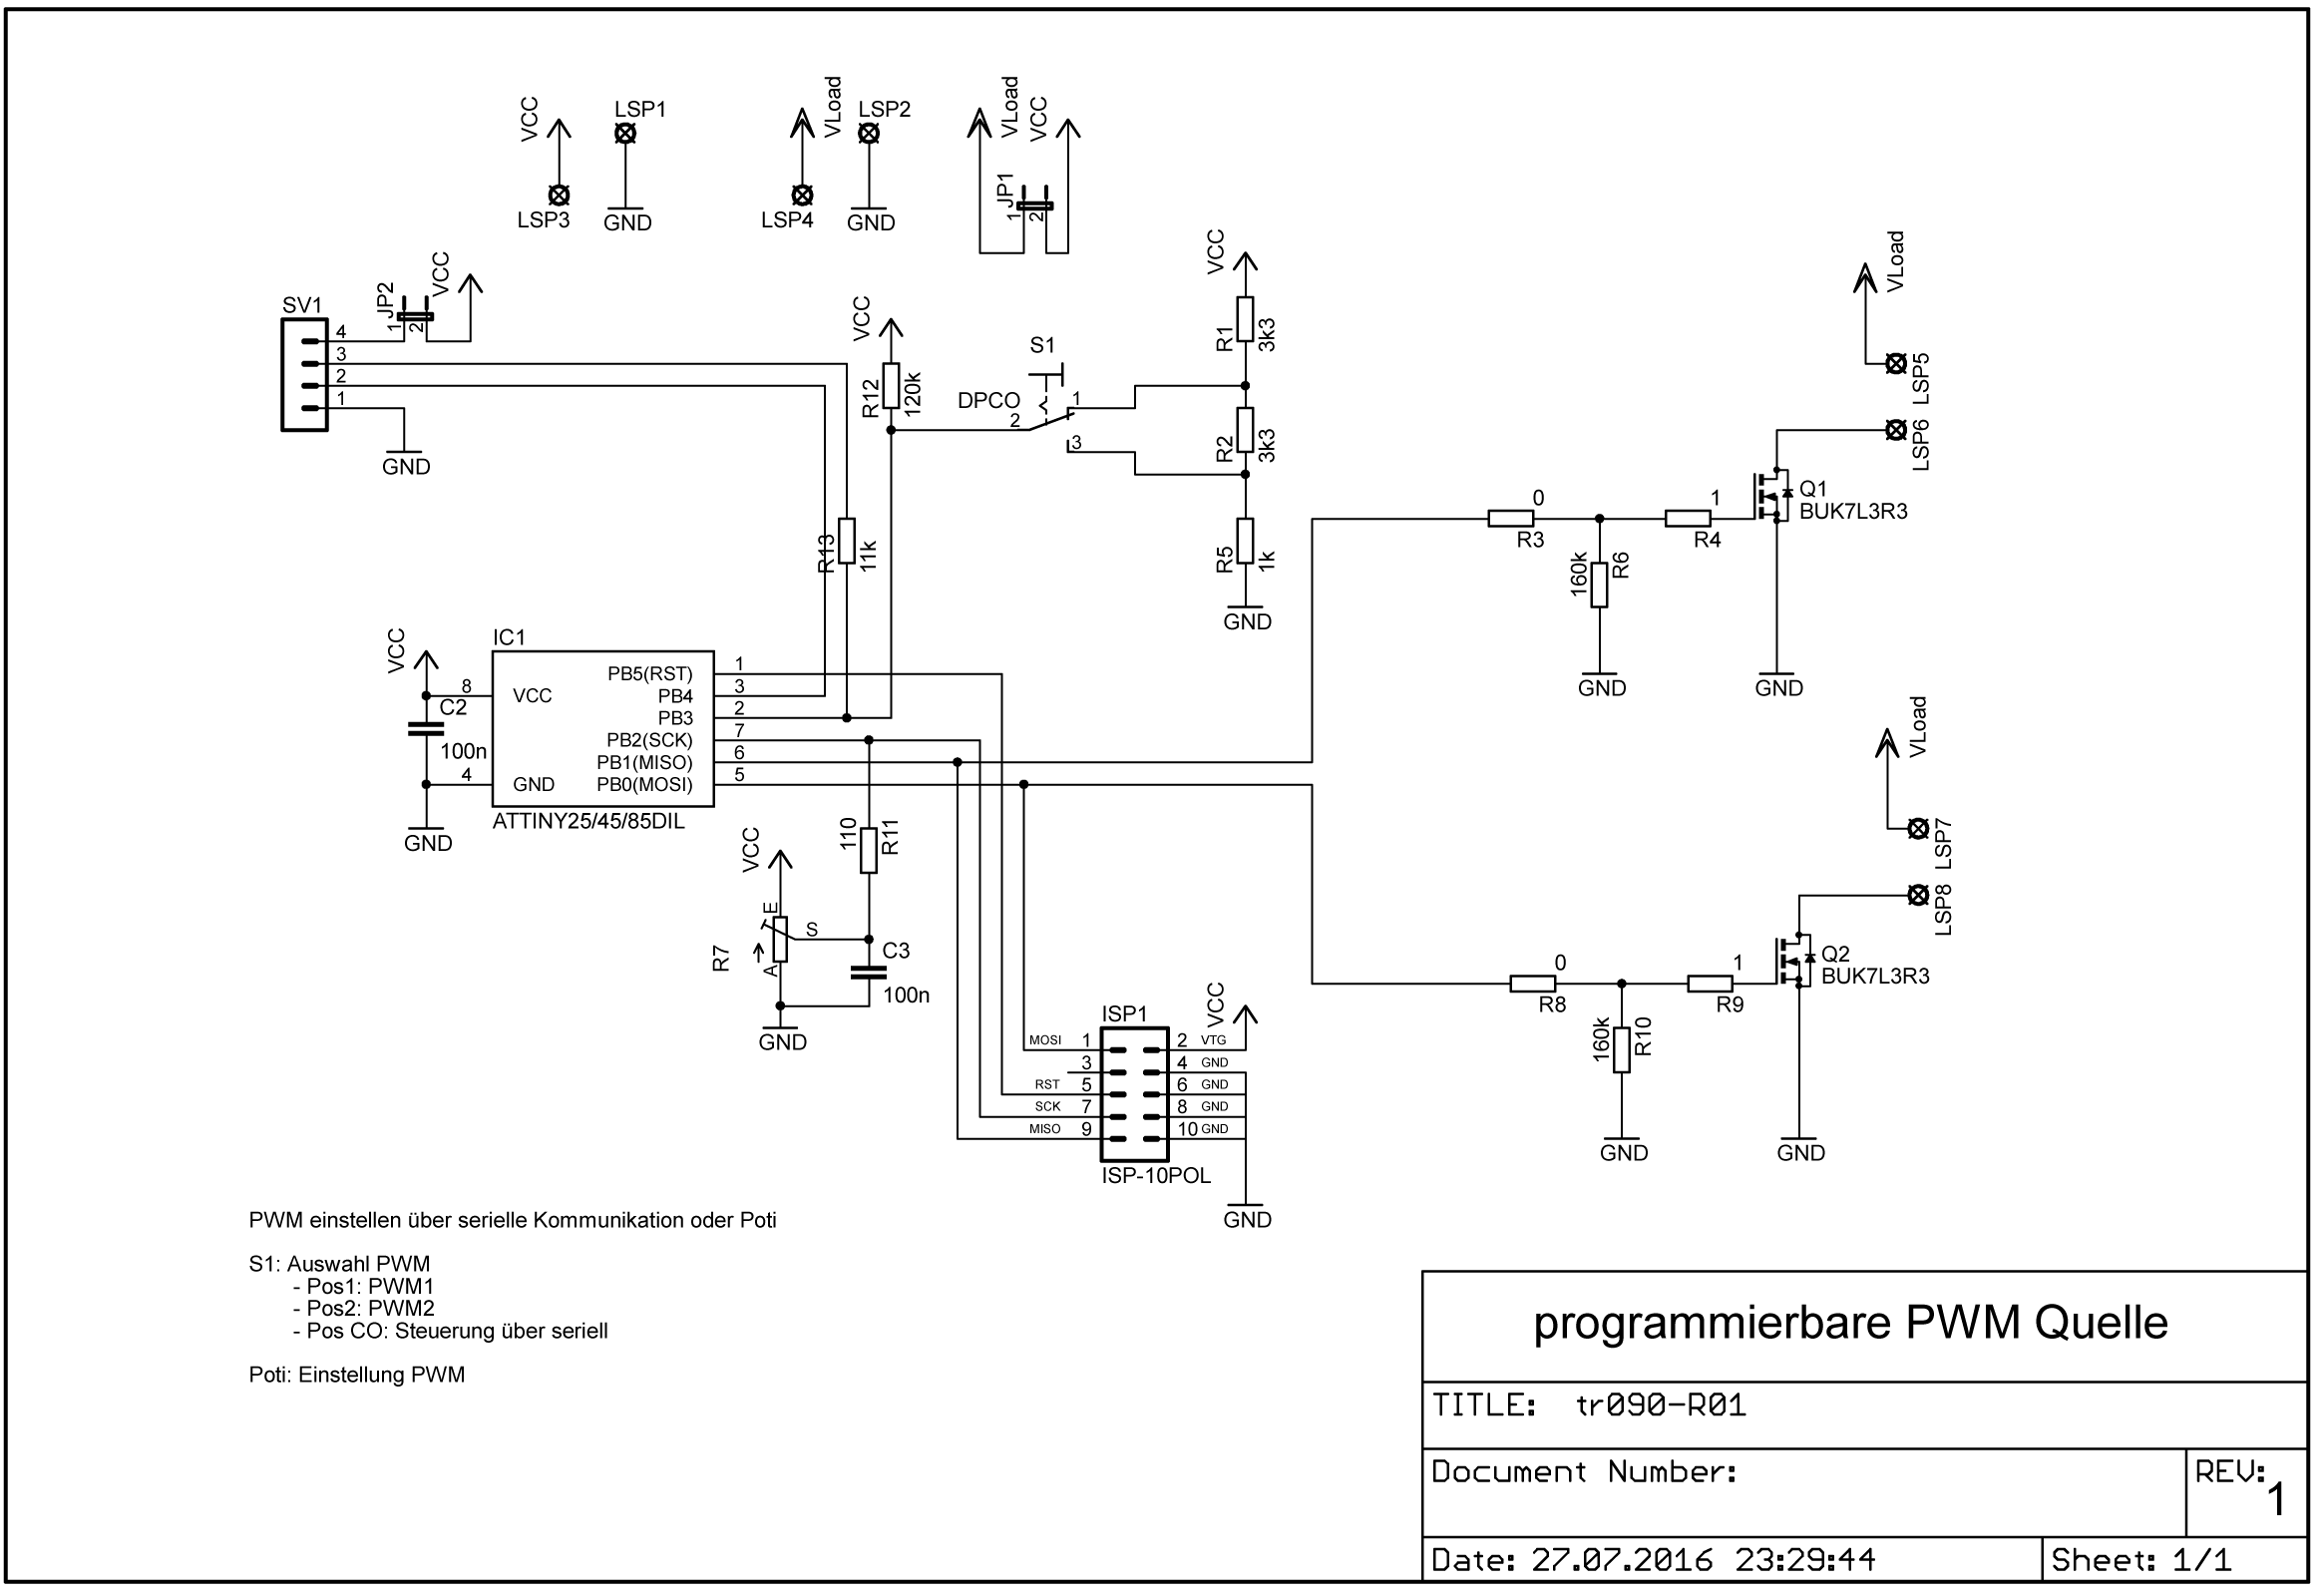 VCC
LSP3
LSP1
GND
VLoad
LSP4
LSP2
GND
VLoad
VCC
JP1
1
2
SV1
4
3
2
1
GND
JP2
1
2
VCC
VCC
R12
120k
R13
11k
S1
DPCO
2
1
3
VCC
R1
3k3
R2
3k3
R5
1k
GND
VLoad
LSP5
LSP6
0
R3
1
R4
160k
R6
GND
Q1
BUK7L3R3
GND
VCC
C2
100n
GND
IC1
8
VCC
4
GND
PB5(RST) 1
PB4 3
PB3 2
PB2(SCK) 7
PB1(MISO) 6
PB0(MOSI) 5
ATTINY25/45/85DIL
110
R11
VCC
E
S
A
R7
C3
100n
GND
VLoad
LSP7
LSP8
0
R8
1
R9
160k
R10
GND
Q2
BUK7L3R3
GND
ISP1
VCC
MOSI 1 2 VTG
3 4 GND
RST 5 6 GND
SCK 7 8 GND
MISO 9 10 GND
ISP-10POL
GND
PWM einstellen über serielle Kommunikation oder Poti
S1: Auswahl PWM
- Pos1: PWM1
- Pos2: PWM2
- Pos CO: Steuerung über seriell
Poti: Einstellung PWM
programmierbare PWM Quelle
TITLE: tr090-R01
Document Number:
REV:
1
Date: 27.07.2016 23:29:44
Sheet: 1/1